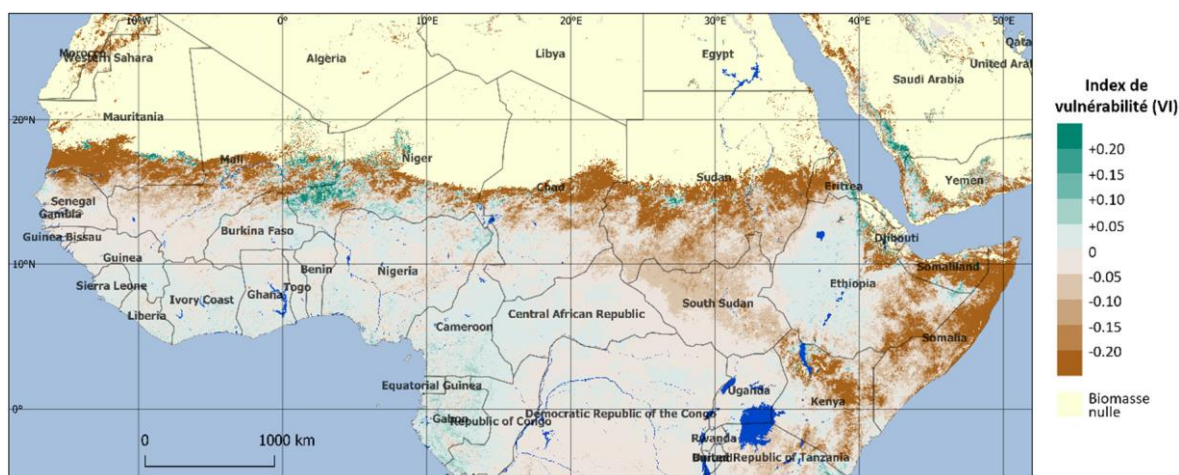 10°W 0° 10°E 20°E 30°E 40°E 50°E
Morocco
Western Sahara
Algeria
Libya
Egypt
Qata
United Arab
Saudi Arabia
20°N
Mauritania
Mali
Niger
Chad
Sudan
Eritrea
Yemen
Senegal
Gambia
Guinea Bissau
Burkina Faso
Djibouti
10°N
Guinea
Benin
Nigeria
Somaliland
Sierra Leone
Ivory Coast
Ghana
Togo
Ethiopia
South Sudan
Liberia
Cameroon
Central African Republic
Somalia
Equatorial Guinea
Uganda
Kenya
0°
Gabon
Republic of Congo
Democratic Republic of the Congo
Rwanda
United Republic of Tanzania
0 1000 km
Index de
vulnérabilité (VI)
+0.20
+0.15
+0.10
+0.05
0
-0.05
-0.10
-0.15
-0.20
Biomasse
nulle